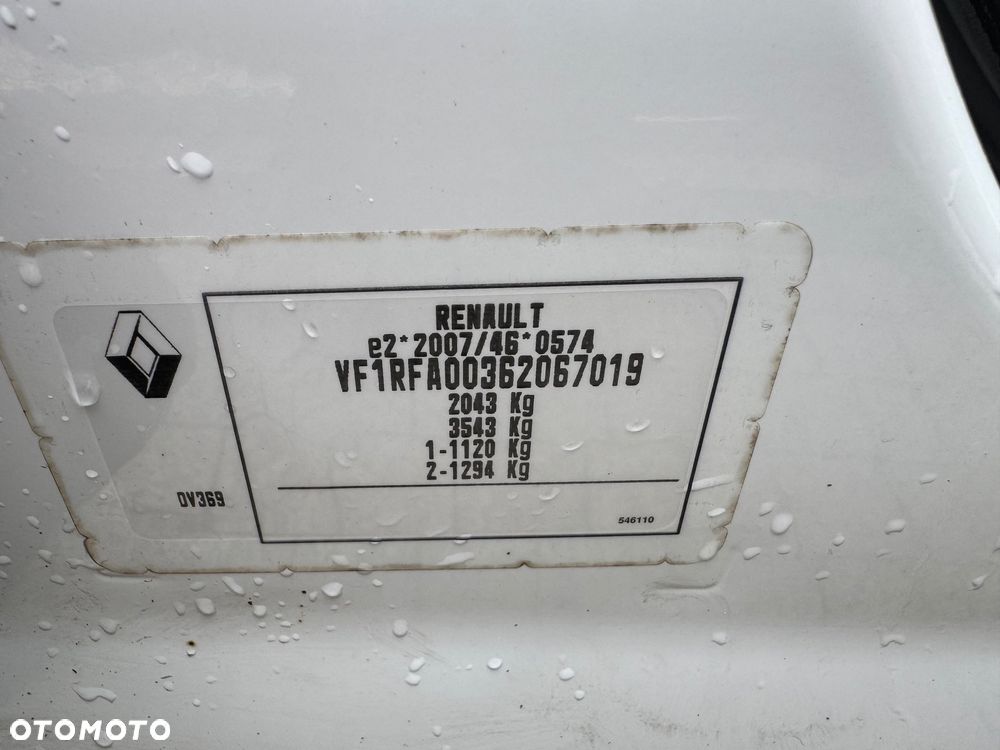 RENAULT
e2*2007/46*0574
VF1RFA00362067019
2043 Kg
3543 Kg
1-1120 Kg
2-1294 Kg
DV369
546110
OTOMOTO